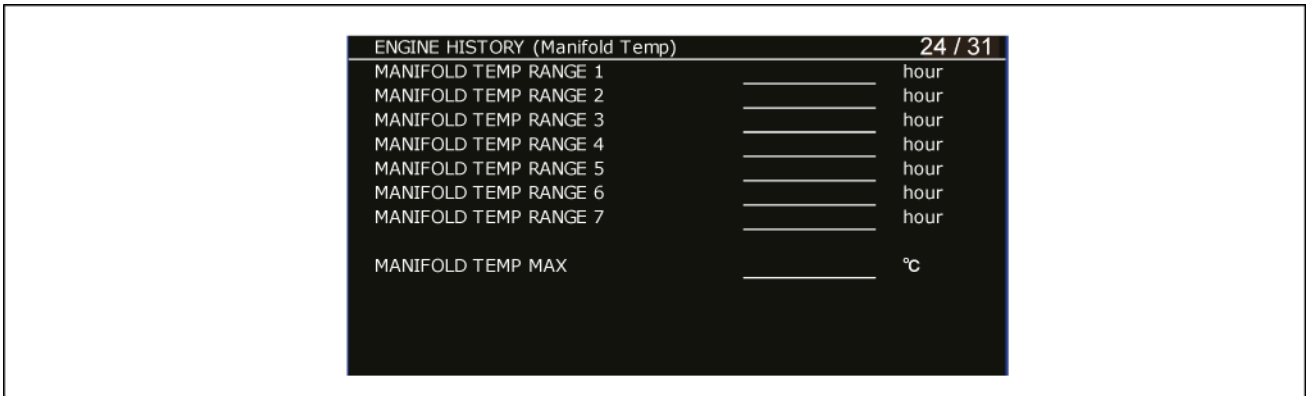 ENGINE HISTORY (Manifold Temp) 24 / 31
MANIFOLD TEMP RANGE 1 hour
MANIFOLD TEMP RANGE 2 hour
MANIFOLD TEMP RANGE 3 hour
MANIFOLD TEMP RANGE 4 hour
MANIFOLD TEMP RANGE 5 hour
MANIFOLD TEMP RANGE 6 hour
MANIFOLD TEMP RANGE 7 hour
MANIFOLD TEMP MAX °C